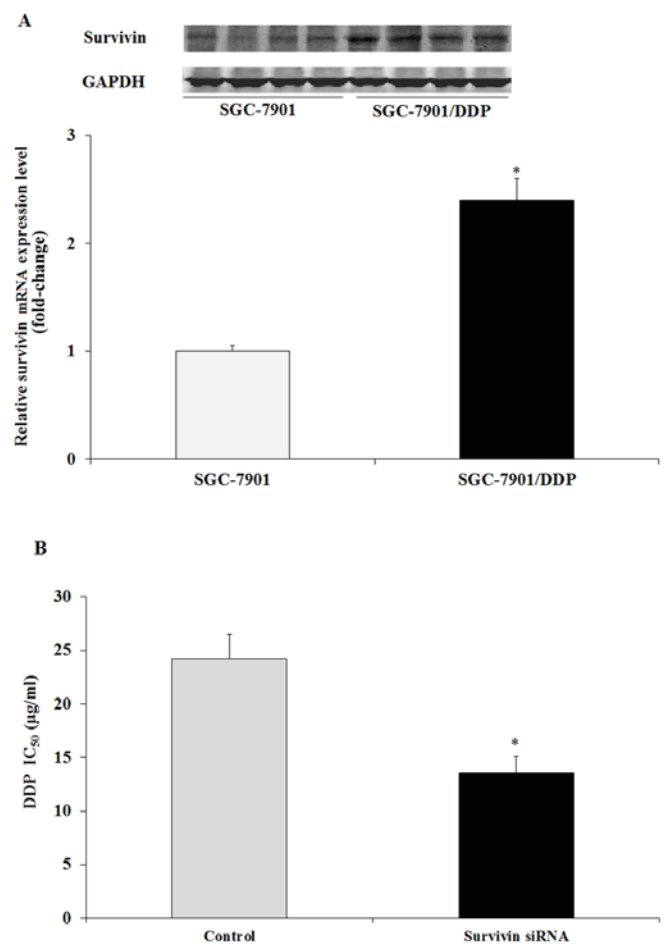 A
Survivin
GAPDH
SGC-7901 SGC-7901/DDP
Relative survivin mRNA expression level
(fold-change)
3
*
2
1
0
SGC-7901 SGC-7901/DDP
B
DDP IC50 (µg/ml)
30
25
20
15
*
10
5
0
Control Survivin siRNA